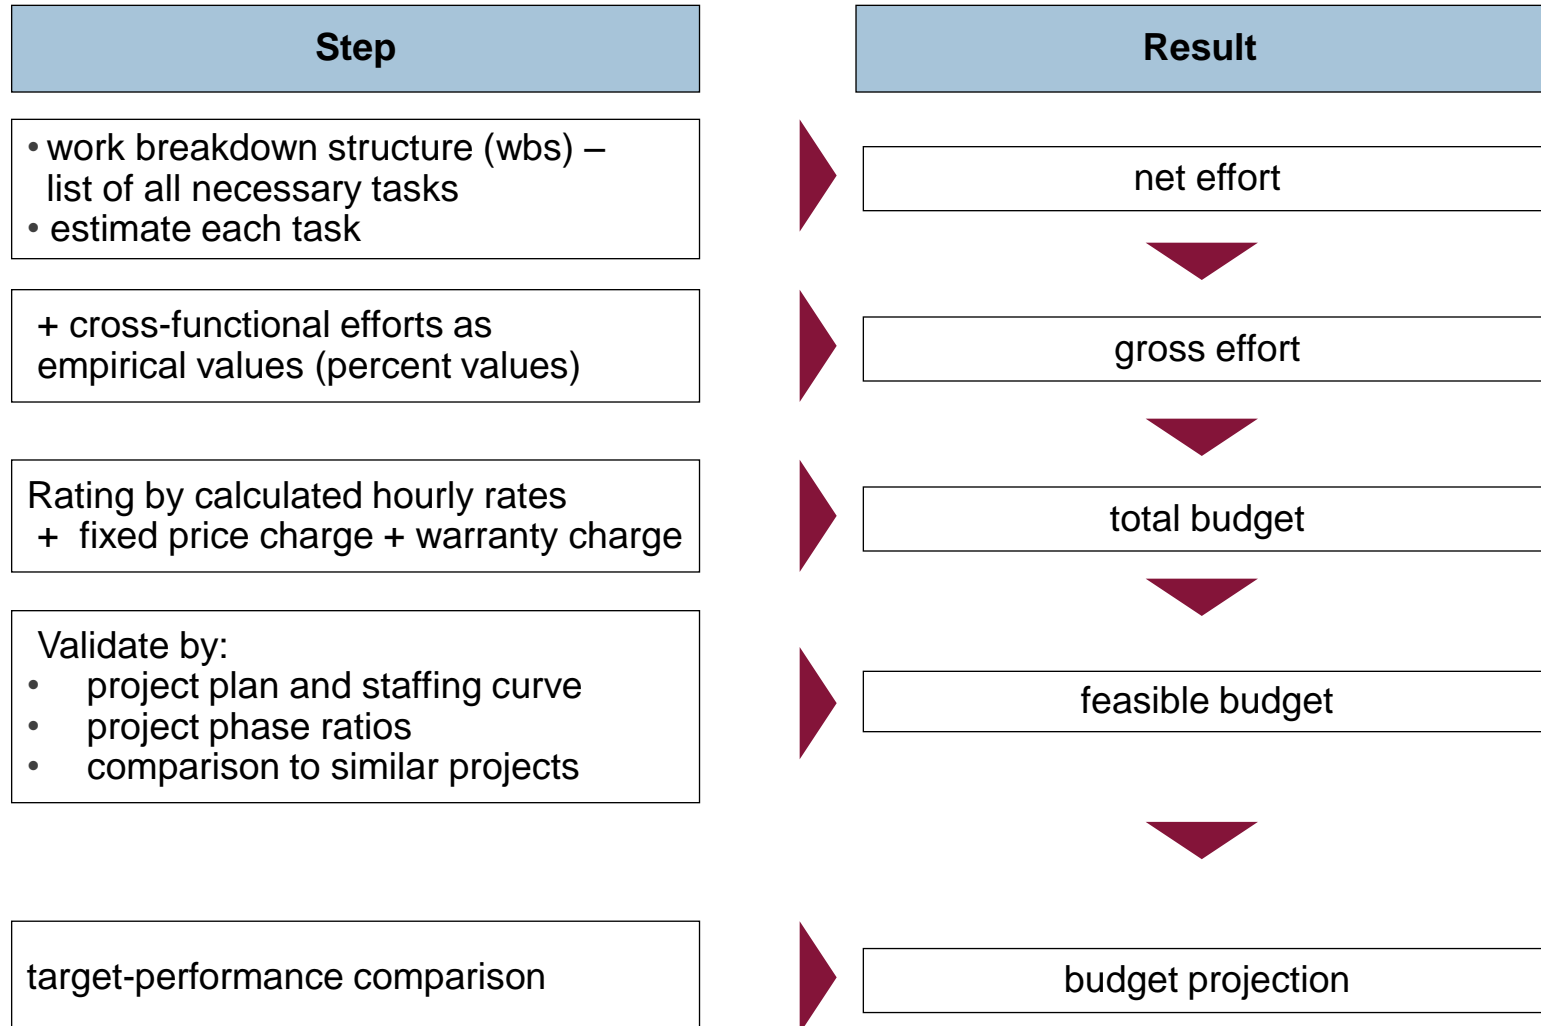 Step
Result
• work breakdown structure (wbs) –
list of all necessary tasks
• estimate each task
net effort
+ cross-functional efforts as
empirical values (percent values)
gross effort
Rating by calculated hourly rates
+ fixed price charge + warranty charge
total budget
Validate by:
• project plan and staffing curve
• project phase ratios
• comparison to similar projects
feasible budget
target-performance comparison
budget projection